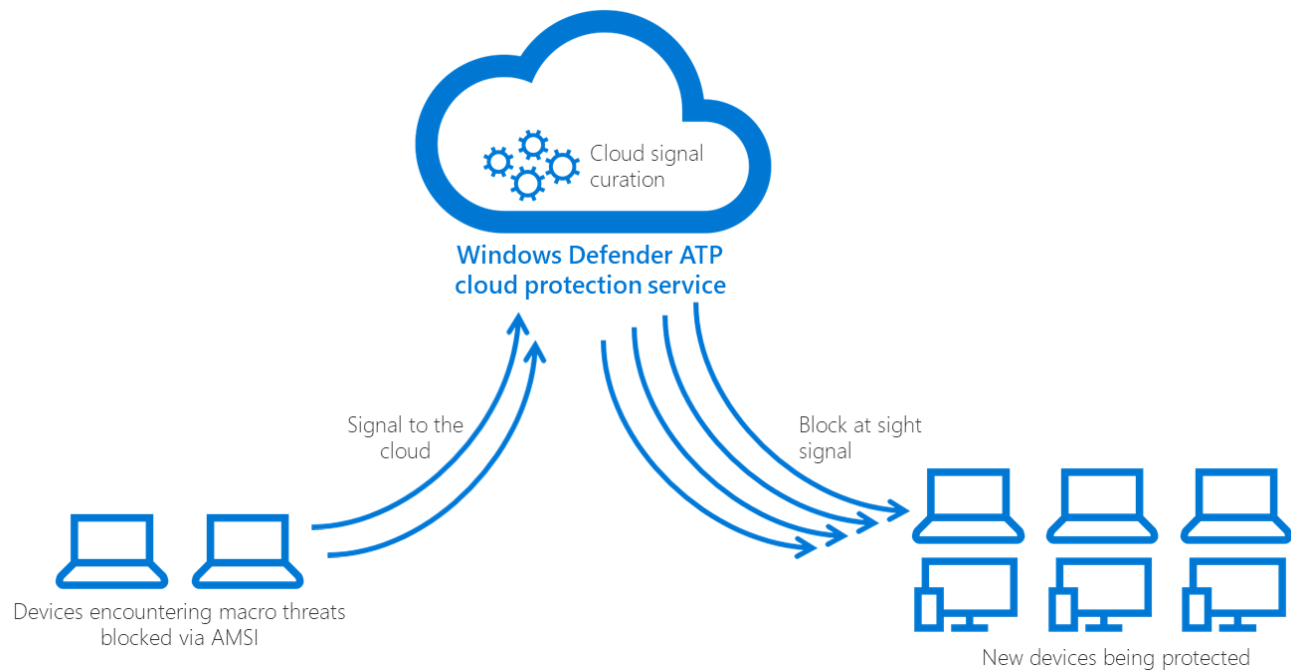 Cloud signal
curation
Windows Defender ATP
cloud protection service
Signal to the
cloud
Block at sight
signal
Devices encountering macro threats
blocked via AMSI
New devices being protected